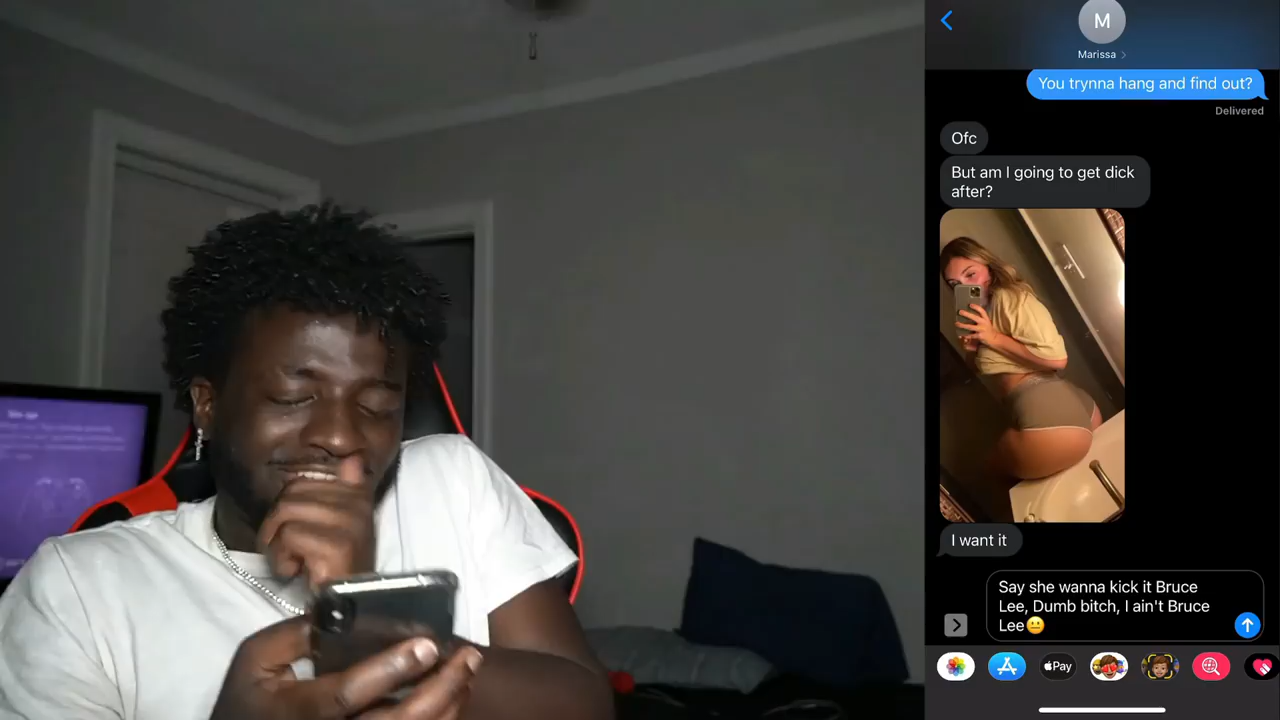 M
Marissa
You trynna hang and find out?
Delivered
Ofc
But am I going to get dick
after?
I want it
Say she wanna kick it Bruce
Lee, Dumb bitch, I ain't Bruce
Lee😐
Pay